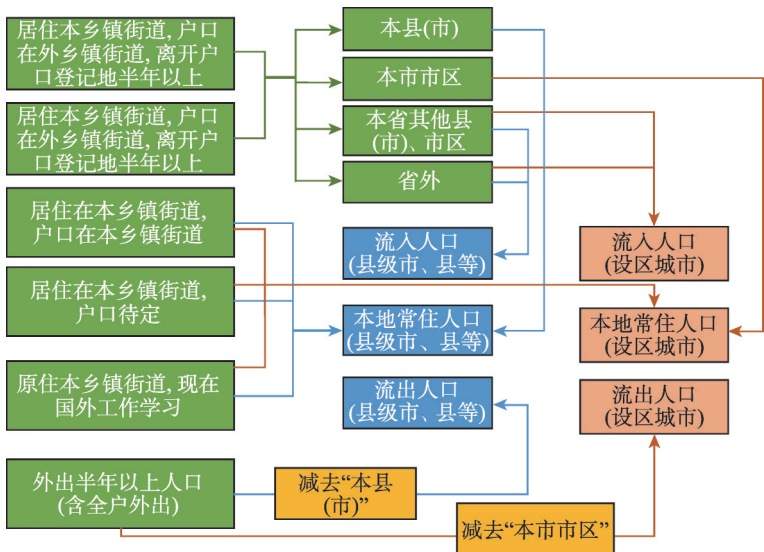 居住本乡镇街道, 户口
在外乡镇街道, 离开户
口登记地半年以上
居住本乡镇街道, 户口
在外乡镇街道, 离开户
口登记地半年以上
居住在本乡镇街道,
户口在本乡镇街道
居住在本乡镇街道,
户口待定
原住本乡镇街道, 现在
国外工作学习
外出半年以上人口
(含全户外出)
本县(市)
本市市区
本省其他县
(市)、市区
省外
流入人口
(县级市、县等)
本地常住人口
(县级市、县等)
流出人口
(县级市、县等)
减去“本县
(市)”
减去“本市市区”
流入人口
(设区城市)
本地常住人口
(设区城市)
流出人口
(设区城市)